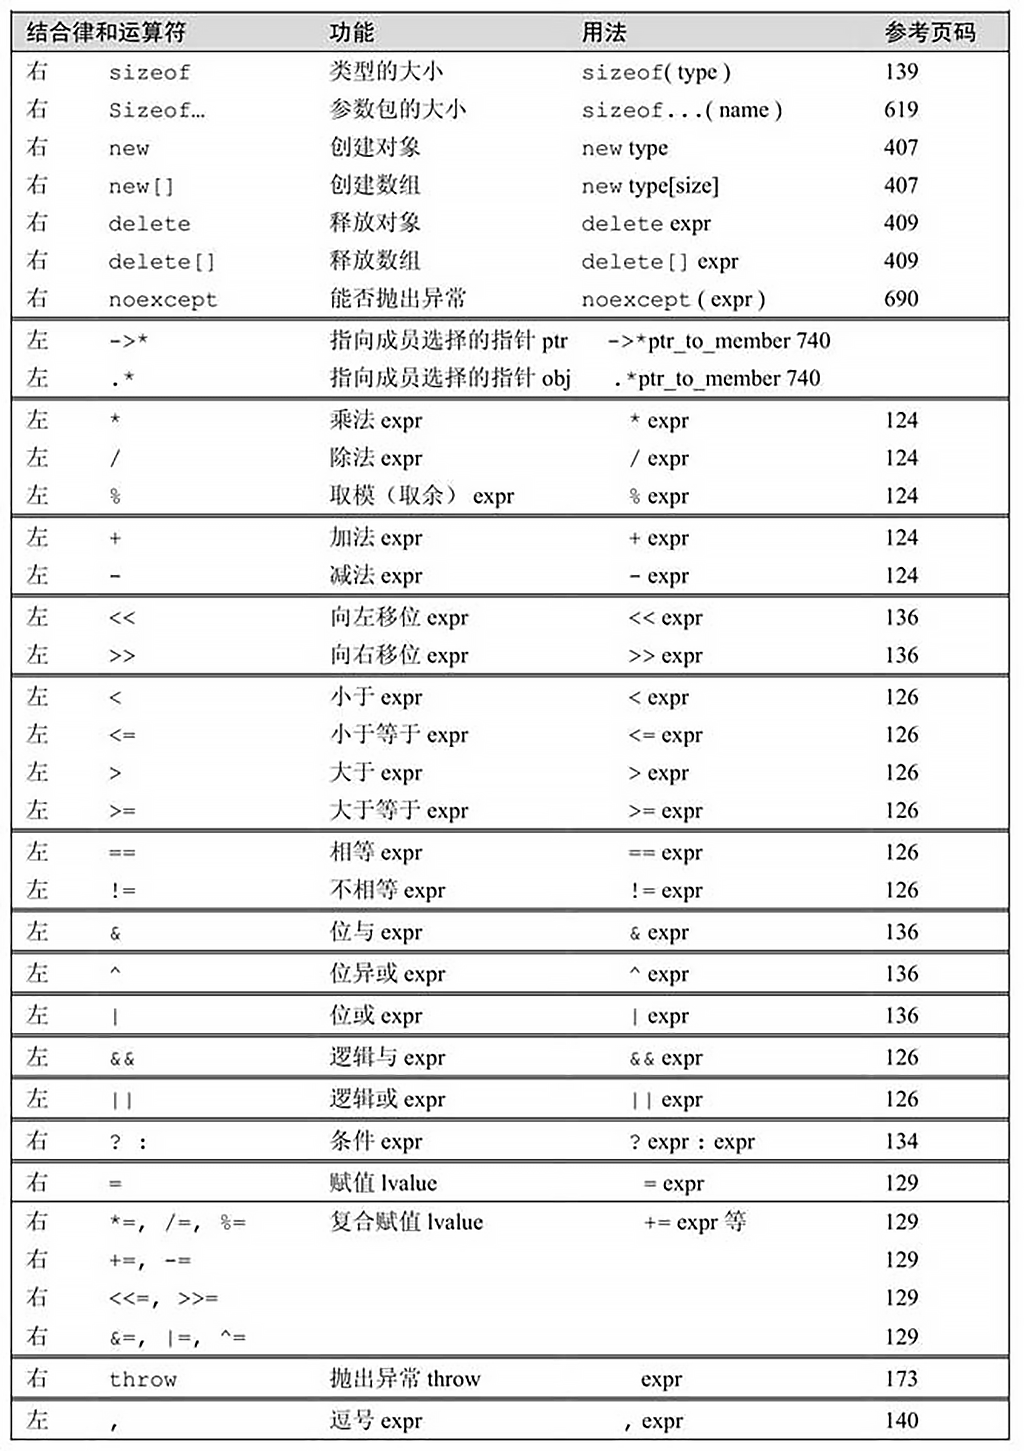 结合律和运算符 功能 用法 参考页码
右 sizeof 类型的大小 sizeof( type ) 139
右 Sizeof… 参数包的大小 sizeof...( name ) 619
右 new 创建对象 new type 407
右 new[] 创建数组 new type[size] 407
右 delete 释放对象 delete expr 409
右 delete[] 释放数组 delete[] expr 409
右 noexcept 能否抛出异常 noexcept ( expr ) 690
左 ->* 指向成员选择的指针 ptr ->*ptr_to_member 740
左 .* 指向成员选择的指针 obj .*ptr_to_member 740
左 * 乘法 expr * expr 124
左 / 除法 expr / expr 124
左 % 取模（取余） expr % expr 124
左 + 加法 expr + expr 124
左 - 减法 expr - expr 124
左 << 向左移位 expr << expr 136
左 >> 向右移位 expr >> expr 136
左 < 小于 expr < expr 126
左 <= 小于等于 expr <= expr 126
左 > 大于 expr > expr 126
左 >= 大于等于 expr >= expr 126
左 == 相等 expr == expr 126
左 != 不相等 expr != expr 126
左 & 位与 expr & expr 136
左 ^ 位异或 expr ^ expr 136
左 | 位或 expr | expr 136
左 && 逻辑与 expr && expr 126
左 || 逻辑或 expr || expr 126
右 ? : 条件 expr ? expr : expr 134
右 = 赋值 lvalue = expr 129
右 *=, /=, %= 复合赋值 lvalue += expr 等 129
右 +=, -= 129
右 <<=, >>= 129
右 &=, |=, ^= 129
右 throw 抛出异常 throw expr 173
左 , 逗号 expr , expr 140